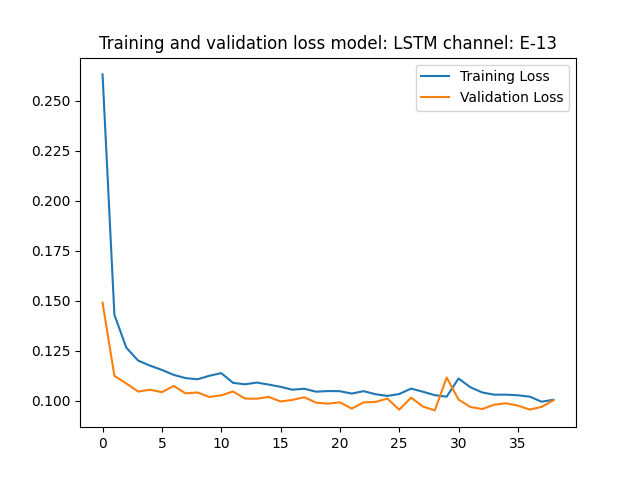 Training and validation loss model: LSTM channel: E-13
Training Loss
Validation Loss
0.250
0.225
0.200
0.175
0.150
0.125
0.100
0 5 10 15 20 25 30 35